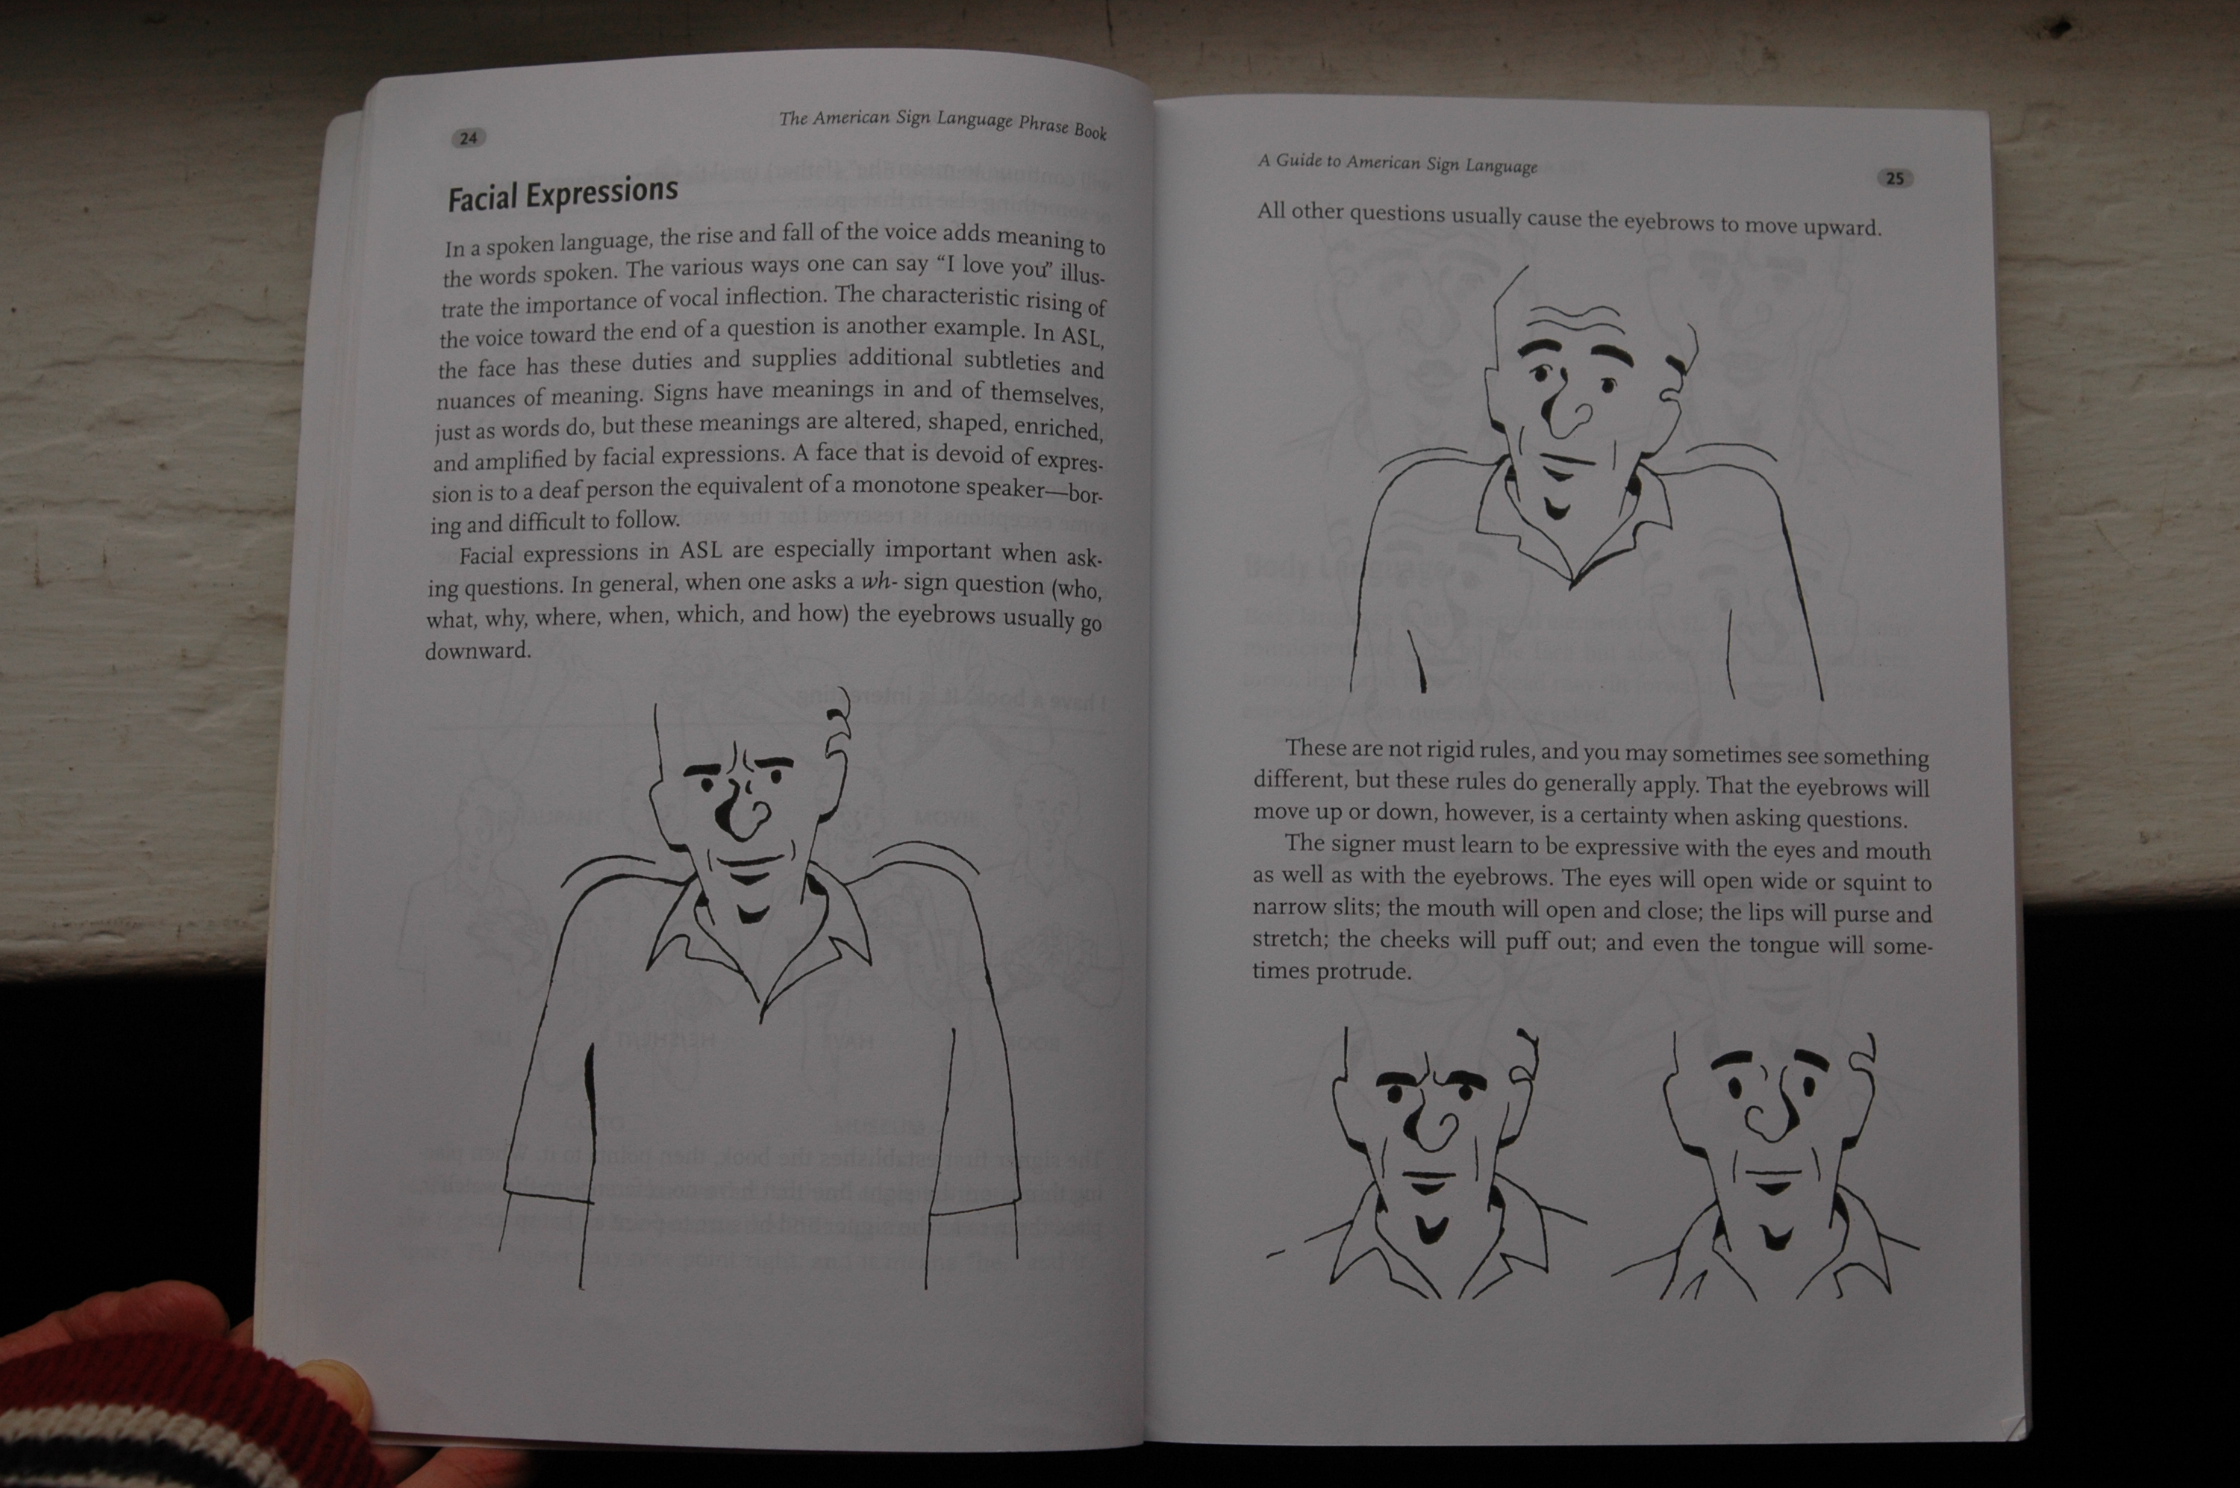 24
The American Sign Language Phrase Book
Facial Expressions
In a spoken language, the rise and fall of the voice adds meaning to
the words spoken. The various ways one can say “I love you” illus-
trate the importance of vocal inflection. The characteristic rising of
the voice toward the end of a question is another example. In ASL,
the face has these duties and supplies additional subtleties and
nuances of meaning. Signs have meanings in and of themselves,
just as words do, but these meanings are altered, shaped, enriched,
and amplified by facial expressions. A face that is devoid of expres-
sion is to a deaf person the equivalent of a monotone speaker—bor-
ing and difficult to follow.
Facial expressions in ASL are especially important when ask-
ing questions. In general, when one asks a wh- sign question (who,
what, why, where, when, which, and how) the eyebrows usually go
downward.
A Guide to American Sign Language
25
All other questions usually cause the eyebrows to move upward.
These are not rigid rules, and you may sometimes see something
different, but these rules do generally apply. That the eyebrows will
move up or down, however, is a certainty when asking questions.
The signer must learn to be expressive with the eyes and mouth
as well as with the eyebrows. The eyes will open wide or squint to
narrow slits; the mouth will open and close; the lips will purse and
stretch; the cheeks will puff out; and even the tongue will some-
times protrude.